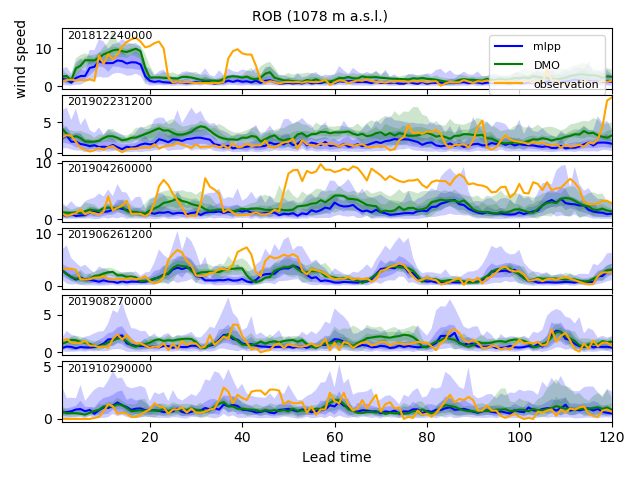 ROB (1078 m a.s.l.)
wind speed
201812240000
mlpp
DMO
observation
10
0
201902231200
5
0
201904260000
10
0
201906261200
10
0
201908270000
5
0
201910290000
5
0
20 40 60 80 100 120
Lead time